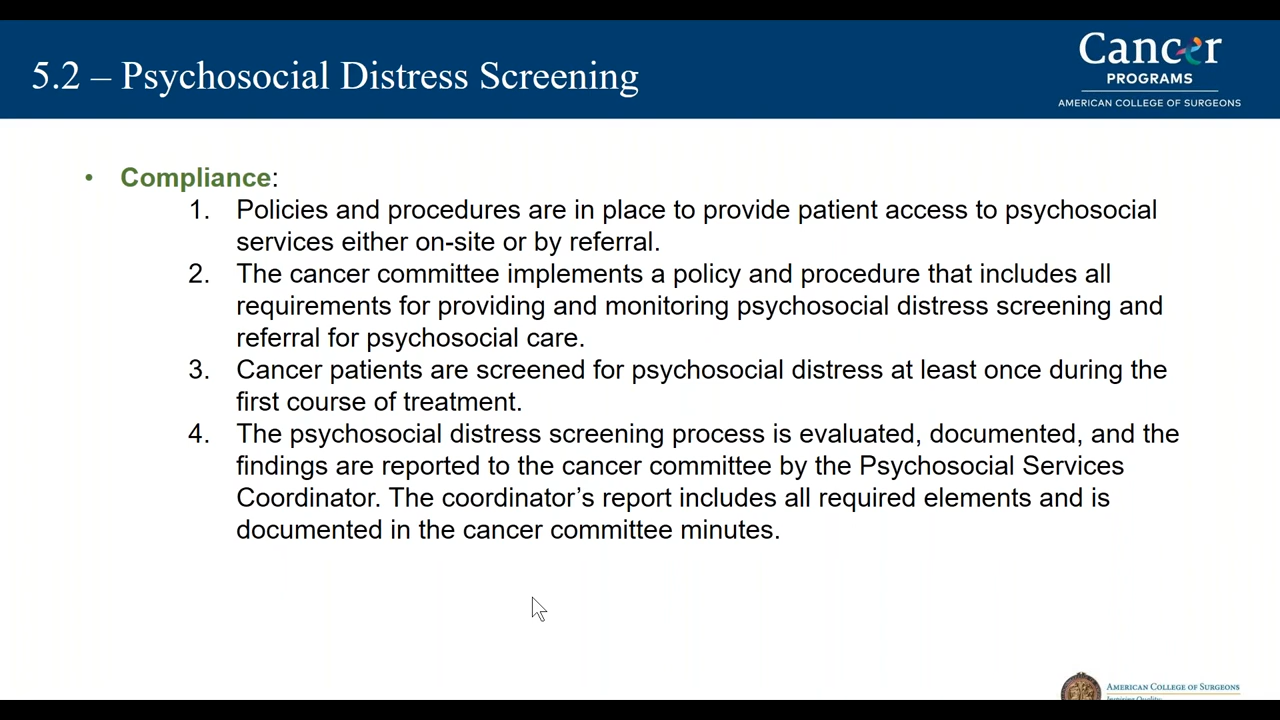 5.2 – Psychosocial Distress Screening
Cancer
PROGRAMS
AMERICAN COLLEGE OF SURGEONS
• Compliance:
1. Policies and procedures are in place to provide patient access to psychosocial
services either on-site or by referral.
2. The cancer committee implements a policy and procedure that includes all
requirements for providing and monitoring psychosocial distress screening and
referral for psychosocial care.
3. Cancer patients are screened for psychosocial distress at least once during the
first course of treatment.
4. The psychosocial distress screening process is evaluated, documented, and the
findings are reported to the cancer committee by the Psychosocial Services
Coordinator. The coordinator’s report includes all required elements and is
documented in the cancer committee minutes.
AMERICAN COLLEGE OF SURGEONS